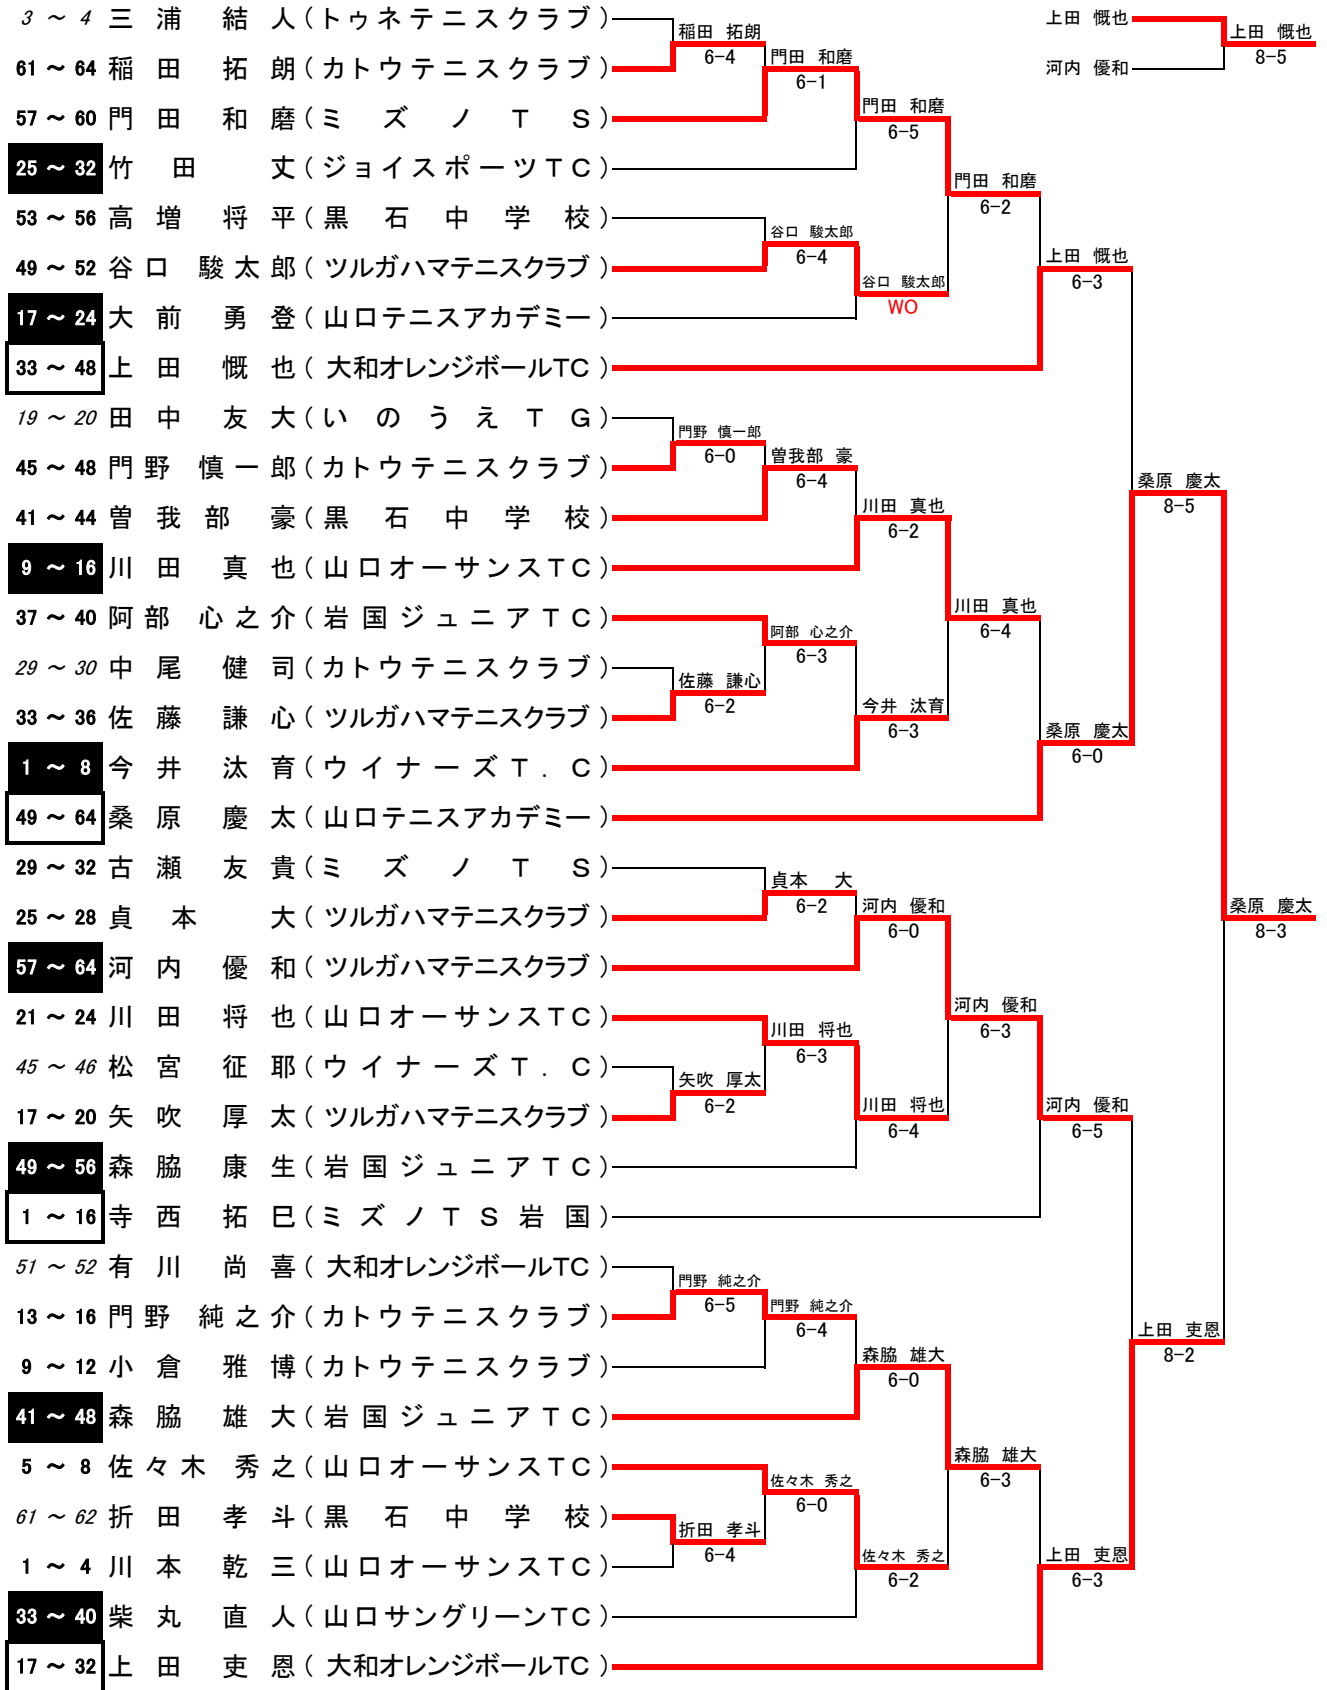 3 ～ 4 三浦 結人(トゥネテニスクラブ)
61 ～ 64 稲田 拓朗(カトウテニスクラブ)
57 ～ 60 門田 和磨(ミズノTS)
25 ～ 32 竹田 丈(ジョイスポーツTC)
53 ～ 56 高増 将平(黒石中学校)
49 ～ 52 谷口 駿太郎(ツルガハマテニスクラブ)
17 ～ 24 大前 勇登(山口テニスアカデミー)
33 ～ 48 上田 慨也(大和オレンジボールTC)
19 ～ 20 田中 友大(いのうえTG)
45 ～ 48 門野 慎一郎(カトウテニスクラブ)
41 ～ 44 曽我部 豪(黒石中学校)
9 ～ 16 川田 真也(山口オーサンスTC)
37 ～ 40 阿部 心之介(岩国ジュニアTC)
29 ～ 30 中尾 健司(カトウテニスクラブ)
33 ～ 36 佐藤 謙心(ツルガハマテニスクラブ)
1 ～ 8 今井 汰育(ウイナーズT．C)
49 ～ 64 桑原 慶太(山口テニスアカデミー)
29 ～ 32 古瀬 友貴(ミズノTS)
25 ～ 28 貞本 大(ツルガハマテニスクラブ)
57 ～ 64 河内 優和(ツルガハマテニスクラブ)
21 ～ 24 川田 将也(山口オーサンスTC)
45 ～ 46 松宮 征耶(ウイナーズT．C)
17 ～ 20 矢吹 厚太(ツルガハマテニスクラブ)
49 ～ 56 森脇 康生(岩国ジュニアTC)
1 ～ 16 寺西 拓巳(ミズノTS岩国)
51 ～ 52 有川 尚喜(大和オレンジボールTC)
13 ～ 16 門野 純之介(カトウテニスクラブ)
9 ～ 12 小倉 雅博(カトウテニスクラブ)
41 ～ 48 森脇 雄大(岩国ジュニアTC)
5 ～ 8 佐々木 秀之(山口オーサンスTC)
61 ～ 62 折田 孝斗(黒石中学校)
1 ～ 4 川本 乾三(山口オーサンスTC)
33 ～ 40 柴丸 直人(山口サングリーンTC)
17 ～ 32 上田 吏恩(大和オレンジボールTC)
稲田 拓朗
6-4
門野 慎一郎
6-0
佐藤 謙心
6-2
矢吹 厚太
6-2
門野 純之介
6-5
折田 孝斗
6-4
門田 和磨
6-1
谷口 駿太郎
6-4
曽我部 豪
6-4
阿部 心之介
6-3
貞本 大
6-2
川田 将也
6-3
門野 純之介
6-4
佐々木 秀之
6-0
門田 和磨
6-5
谷口 駿太郎
WO
川田 真也
6-2
今井 汰育
6-3
河内 優和
6-0
川田 将也
6-4
森脇 雄大
6-0
佐々木 秀之
6-2
門田 和磨
6-2
川田 真也
6-4
河内 優和
6-3
森脇 雄大
6-3
上田 慨也
6-3
桑原 慶太
6-0
河内 優和
6-5
上田 吏恩
6-3
桑原 慶太
8-5
上田 吏恩
8-2
桑原 慶太
8-3
上田 慨也
河内 優和
上田 慨也
8-5